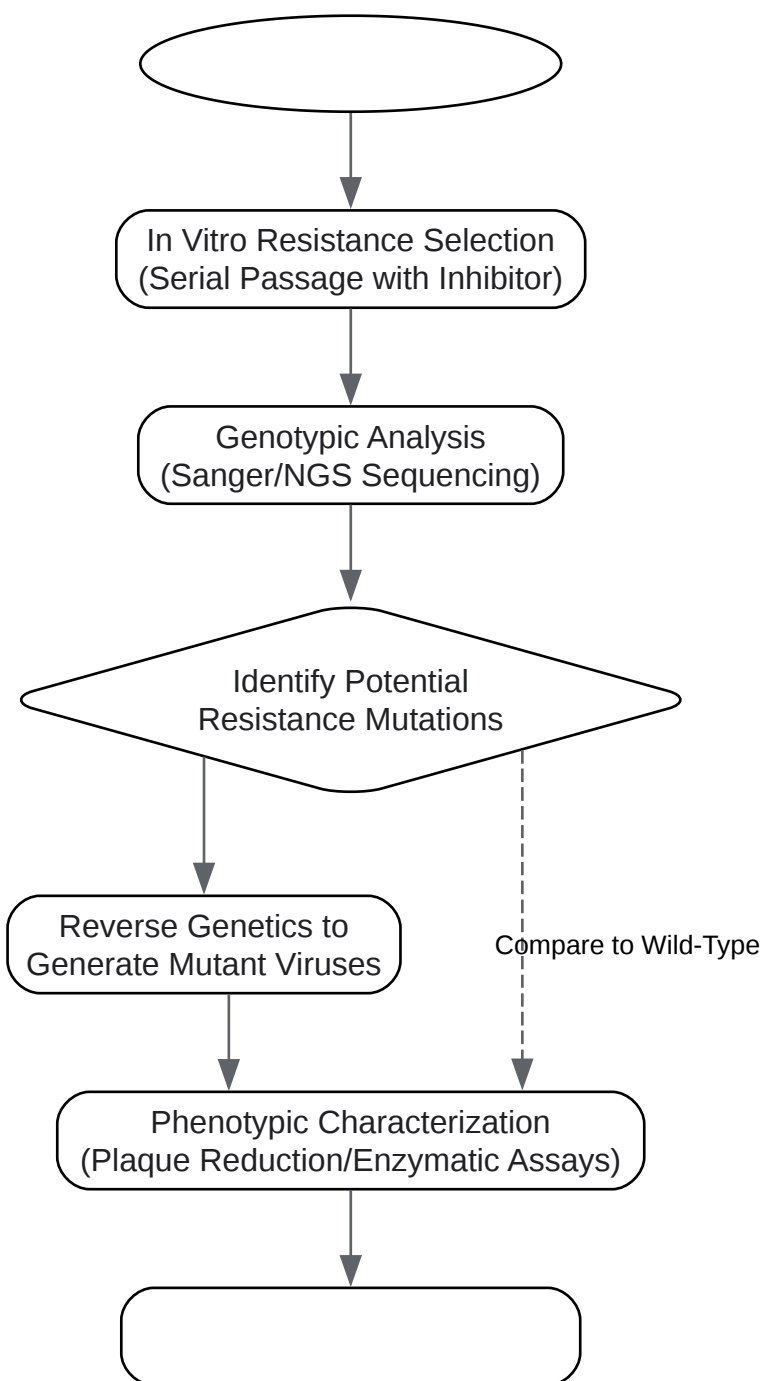 In Vitro Resistance Selection
(Serial Passage with Inhibitor)
Genotypic Analysis
(Sanger/NGS Sequencing)
Identify Potential
Resistance Mutations
Reverse Genetics to
Generate Mutant Viruses
Compare to Wild-Type
Phenotypic Characterization
(Plaque Reduction/Enzymatic Assays)